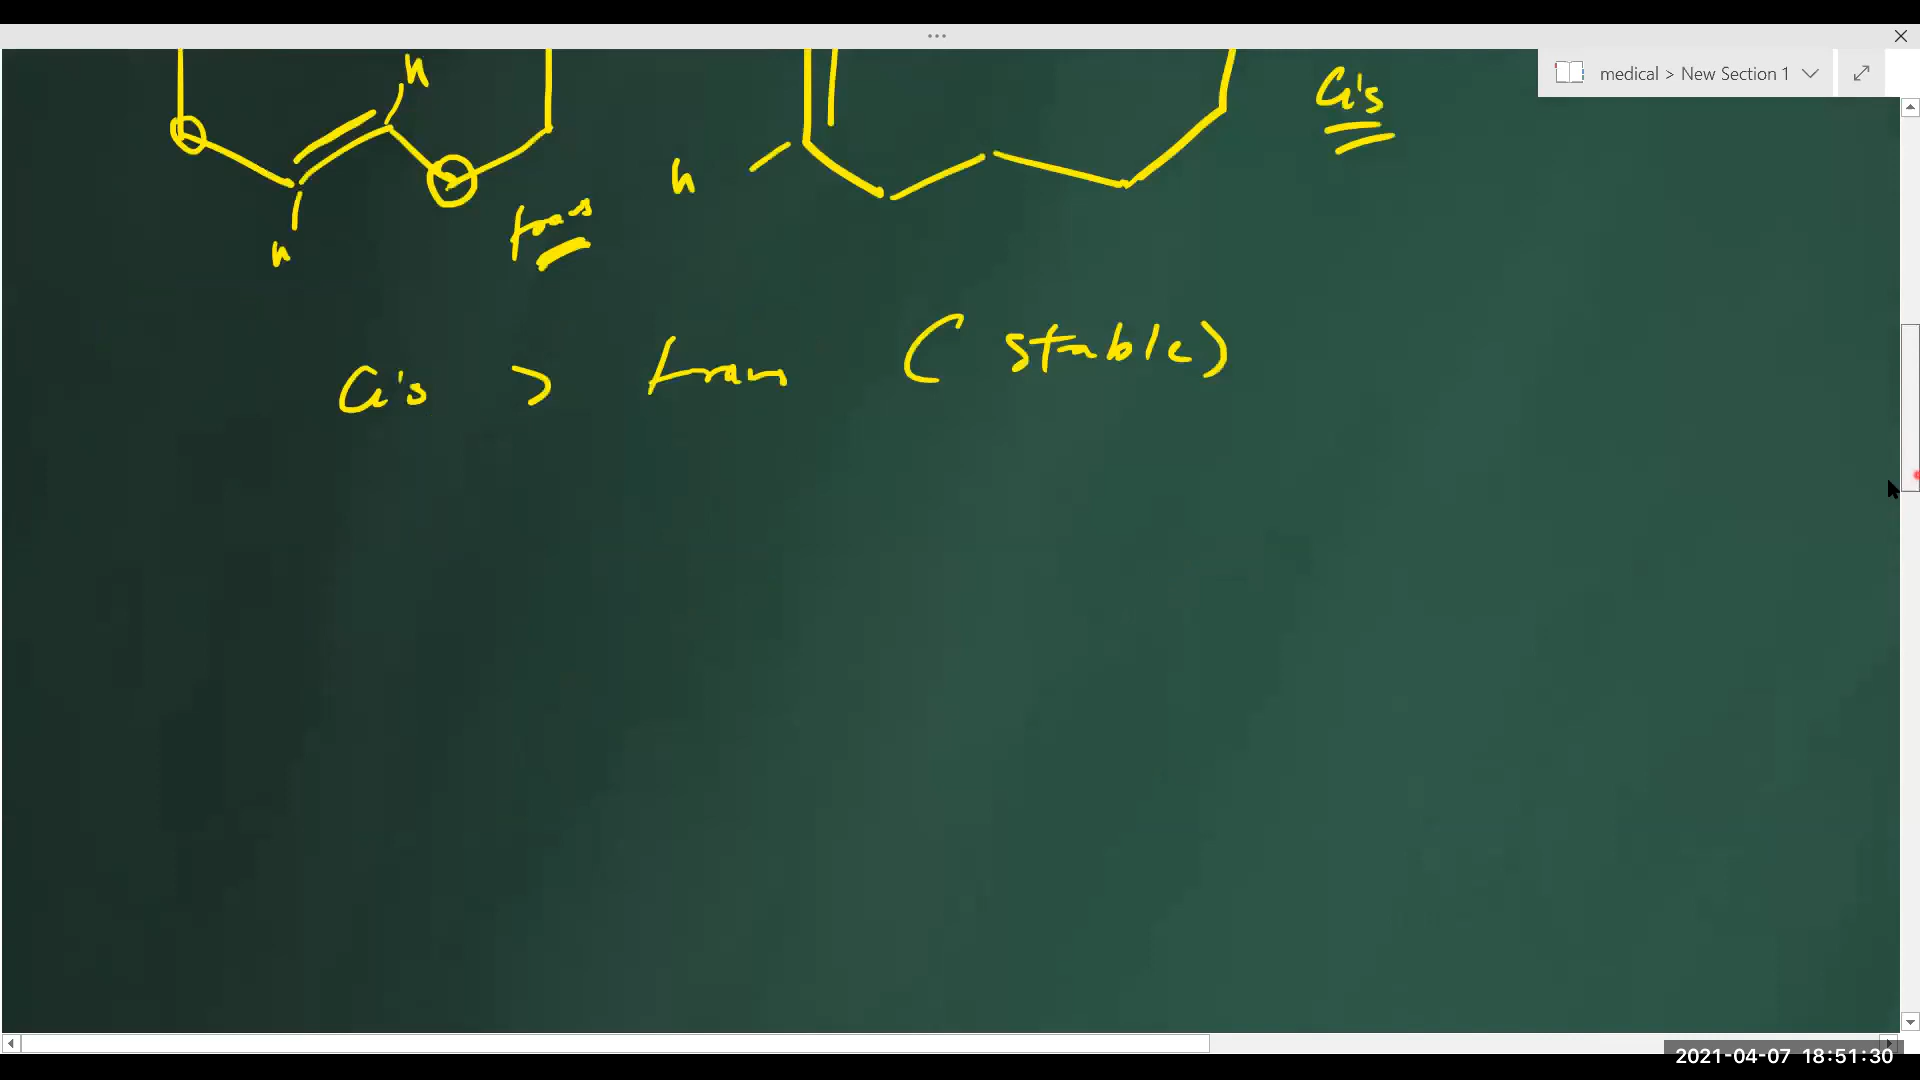 medical > New Section 1
H
Cis
H
trans
H
Cis > trans (stable)
2021-04-07 18:51:30